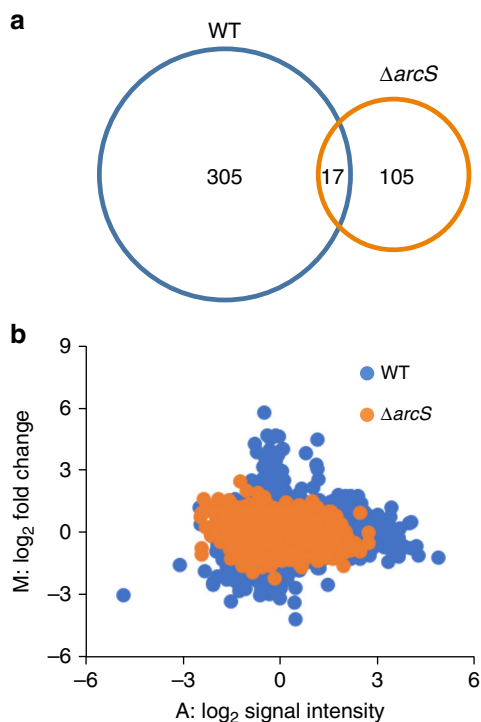 a
WT
ΔarcS
305
17
105
b
9
6
3
0
−3
−6
M: log₂ fold change
WT
ΔarcS
−6
−3
0
3
6
A: log₂ signal intensity